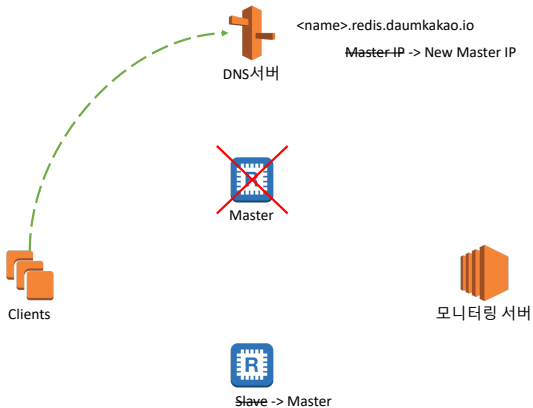 <name>.redis.daumkakao.io
Master IP -> New Master IP
DNS서버
R
Master
Clients
모니터링 서버
R
Slave -> Master